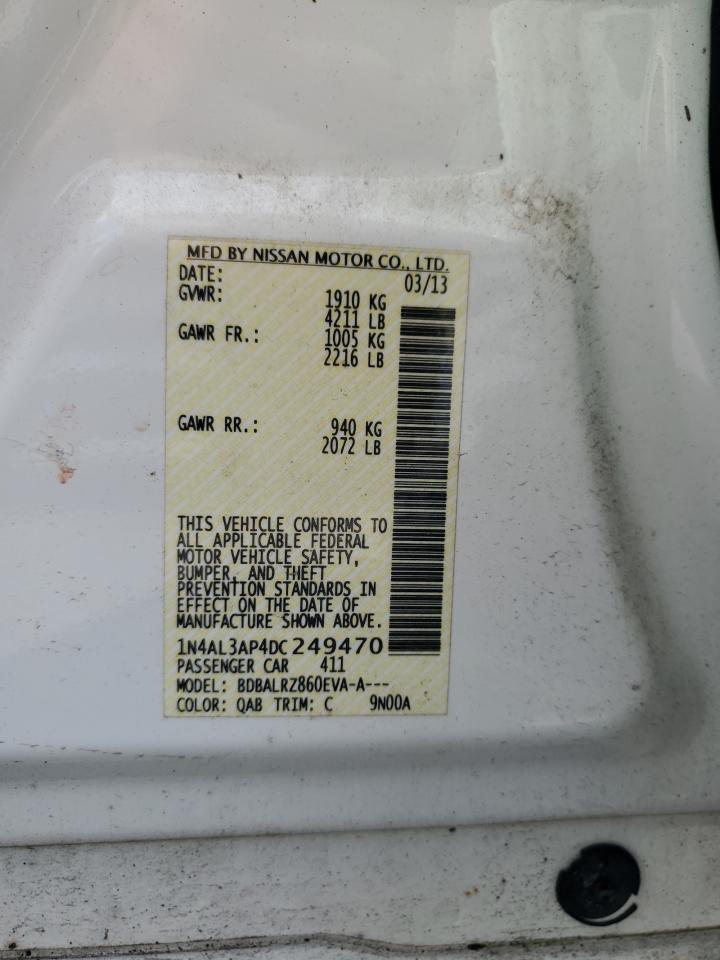 MFD BY NISSAN MOTOR CO., LTD.
DATE: 03/13
GVWR: 1910 KG
4211 LB
GAWR FR.: 1005 KG
2216 LB
GAWR RR.: 940 KG
2072 LB
THIS VEHICLE CONFORMS TO
ALL APPLICABLE FEDERAL
MOTOR VEHICLE SAFETY,
BUMPER, AND THEFT
PREVENTION STANDARDS IN
EFFECT ON THE DATE OF
MANUFACTURE SHOWN ABOVE.
1N4AL3AP4DC249470
PASSENGER CAR 411
MODEL: BDBALRZ860EVA-A---
COLOR: QAB TRIM: C 9N00A